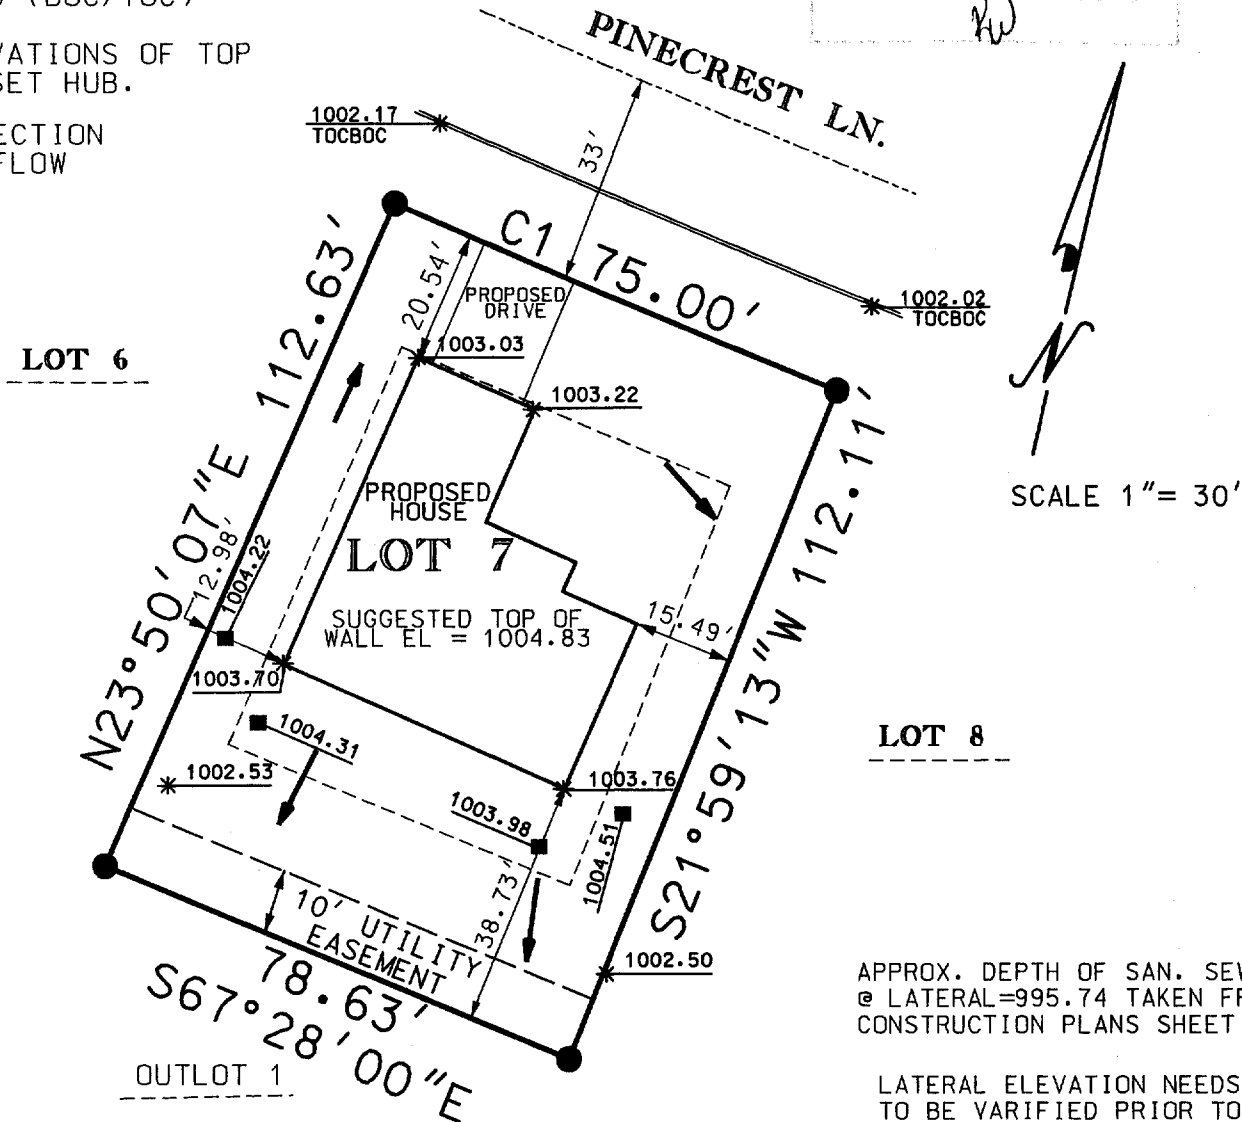 VATIONS OF TOP
SET HUB.
ECTION
FLOW
PINECREST LN.
1002.17
TOCBOC
33'
C1 75.00'
1002.02
TOCBOC
N
SCALE 1"= 30'
LOT 6
N23°50'07"E 112.63'
20.54'
PROPOSED
DRIVE
1003.03
1003.22
PROPOSED
HOUSE
LOT 7
SUGGESTED TOP OF
WALL EL = 1004.83
15.49'
S21°59'13"W 112.11'
12.98'
1004.22
1003.70
1004.31
1002.53
1003.98
1003.76
1004.51
38.73'
1002.50
LOT 8
10' UTILITY
EASEMENT
78.63'
S67°28'00"E
OUTLOT 1
APPROX. DEPTH OF SAN. SEW
@ LATERAL=995.74 TAKEN FR
CONSTRUCTION PLANS SHEET
LATERAL ELEVATION NEEDS
TO BE VARIFIED PRIOR TO